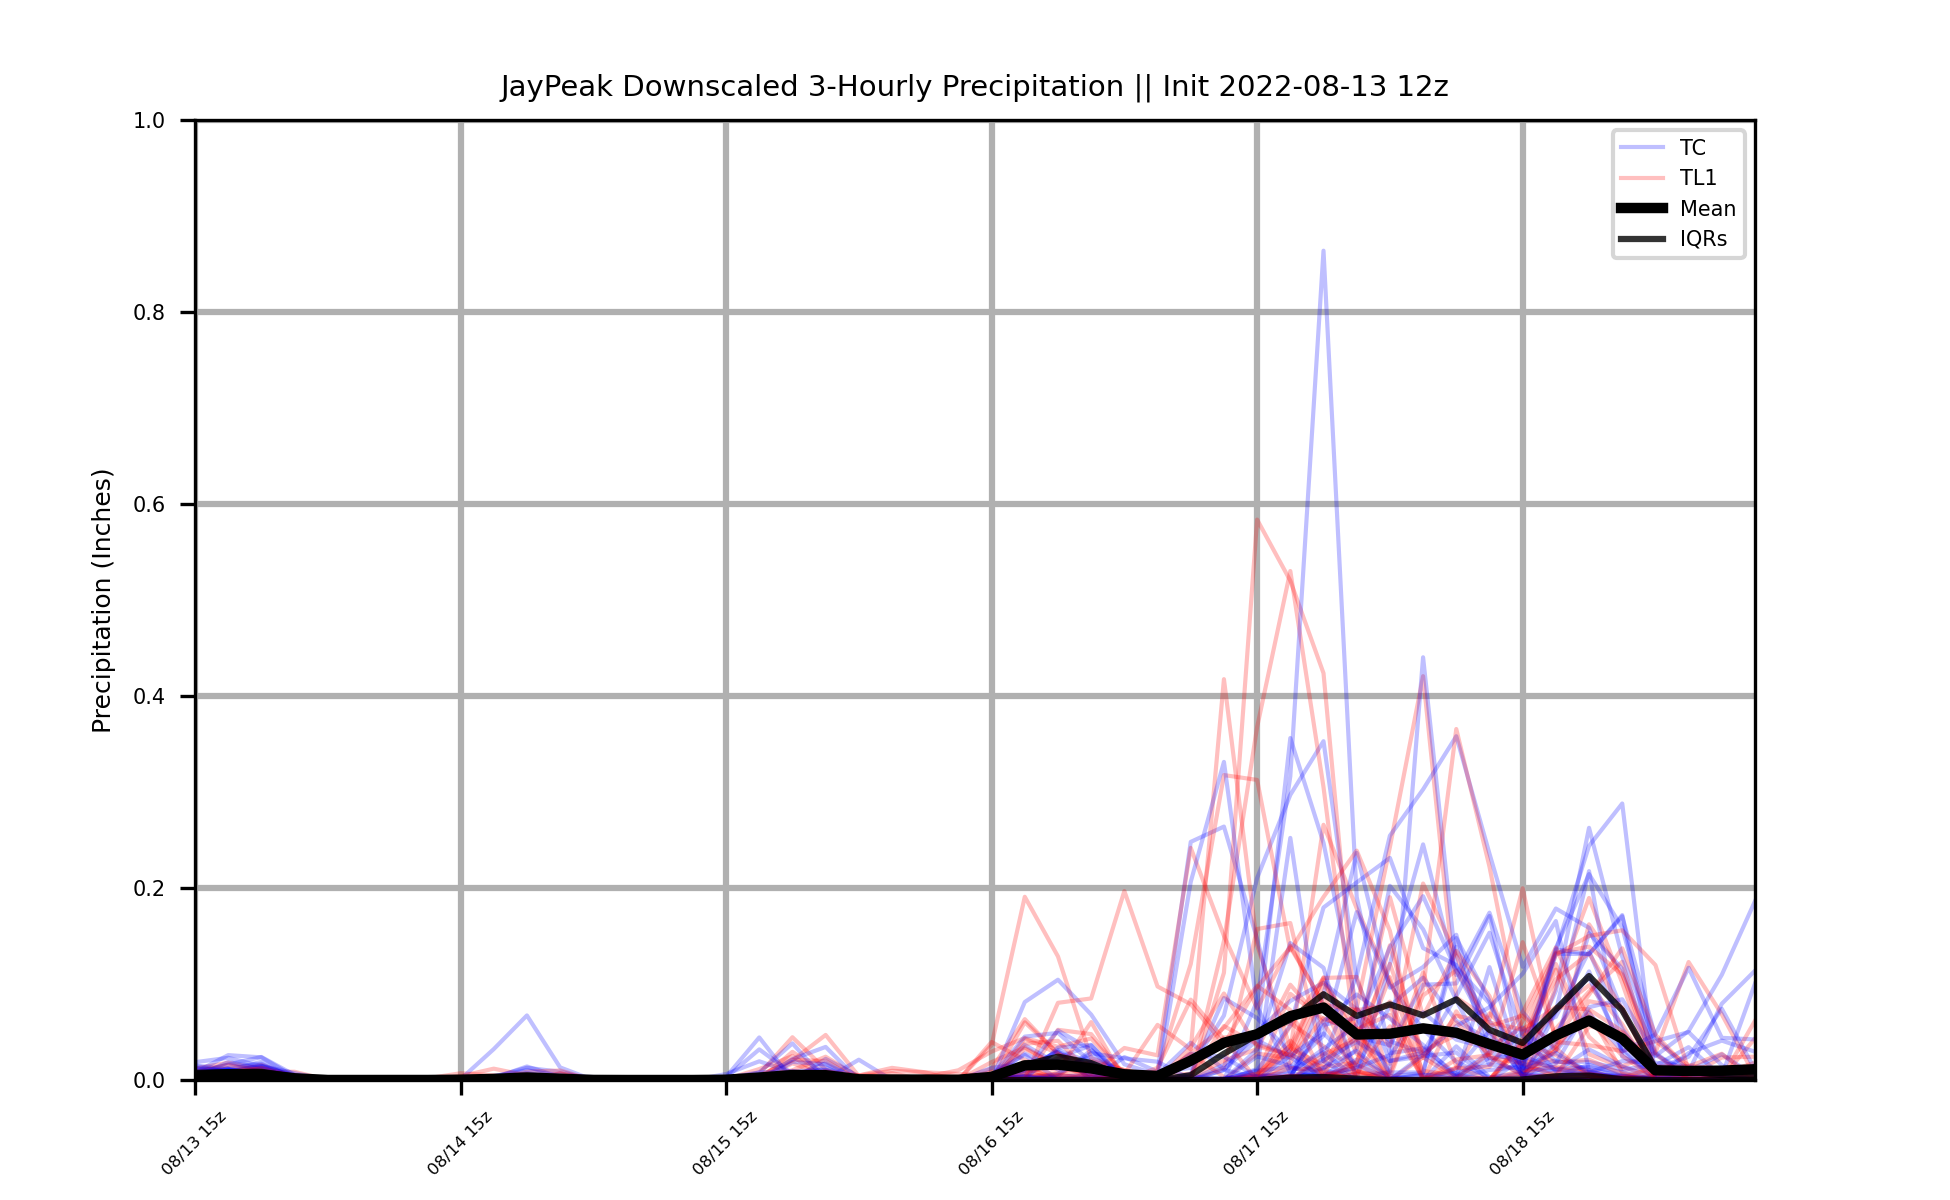 JayPeak Downscaled 3-Hourly Precipitation || Init 2022-08-13 12z
TC
TL1
Mean
IQRs
Precipitation (Inches)
1.0
0.8
0.6
0.4
0.2
0.0
08/13 15z
08/14 15z
08/15 15z
08/16 15z
08/17 15z
08/18 15z